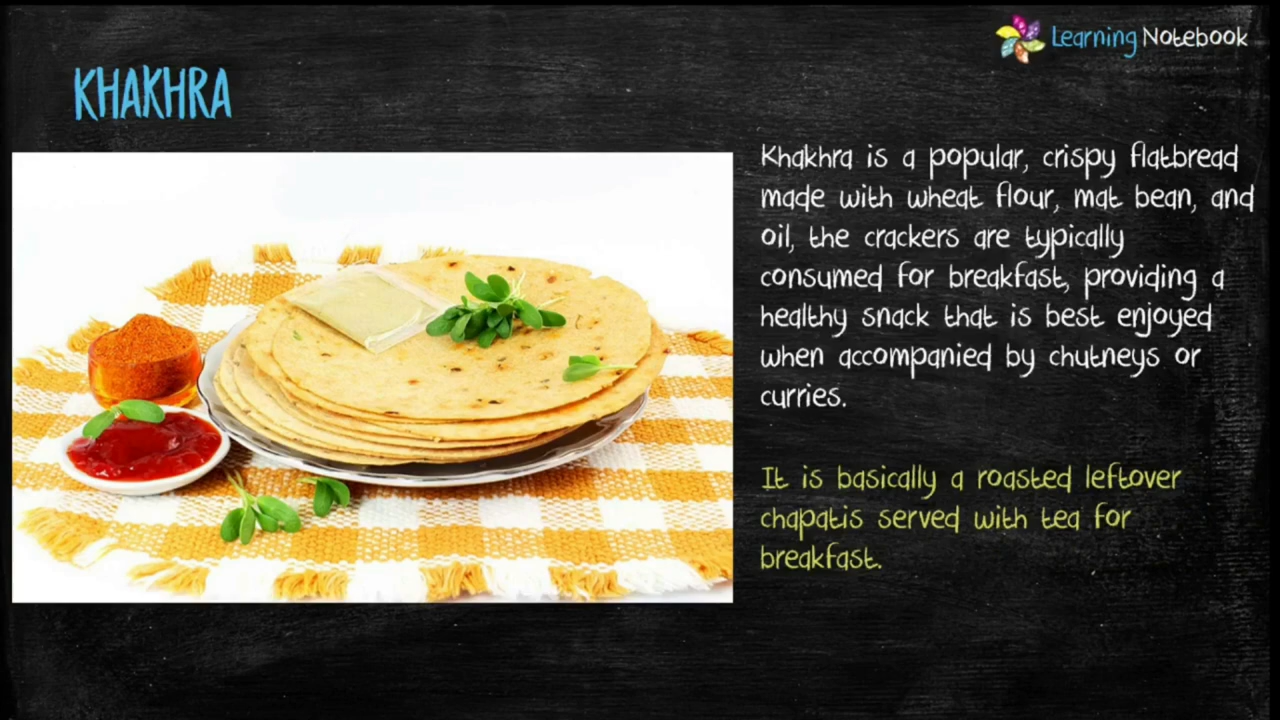 Learning Notebook
KHAKHRA
Khakhra is a popular, crispy flatbread
made with wheat flour, mat bean, and
oil, the crackers are typically
consumed for breakfast, providing a
healthy snack that is best enjoyed
when accompanied by chutneys or
curries.
It is basically a roasted leftover
chapatis served with tea for
breakfast.